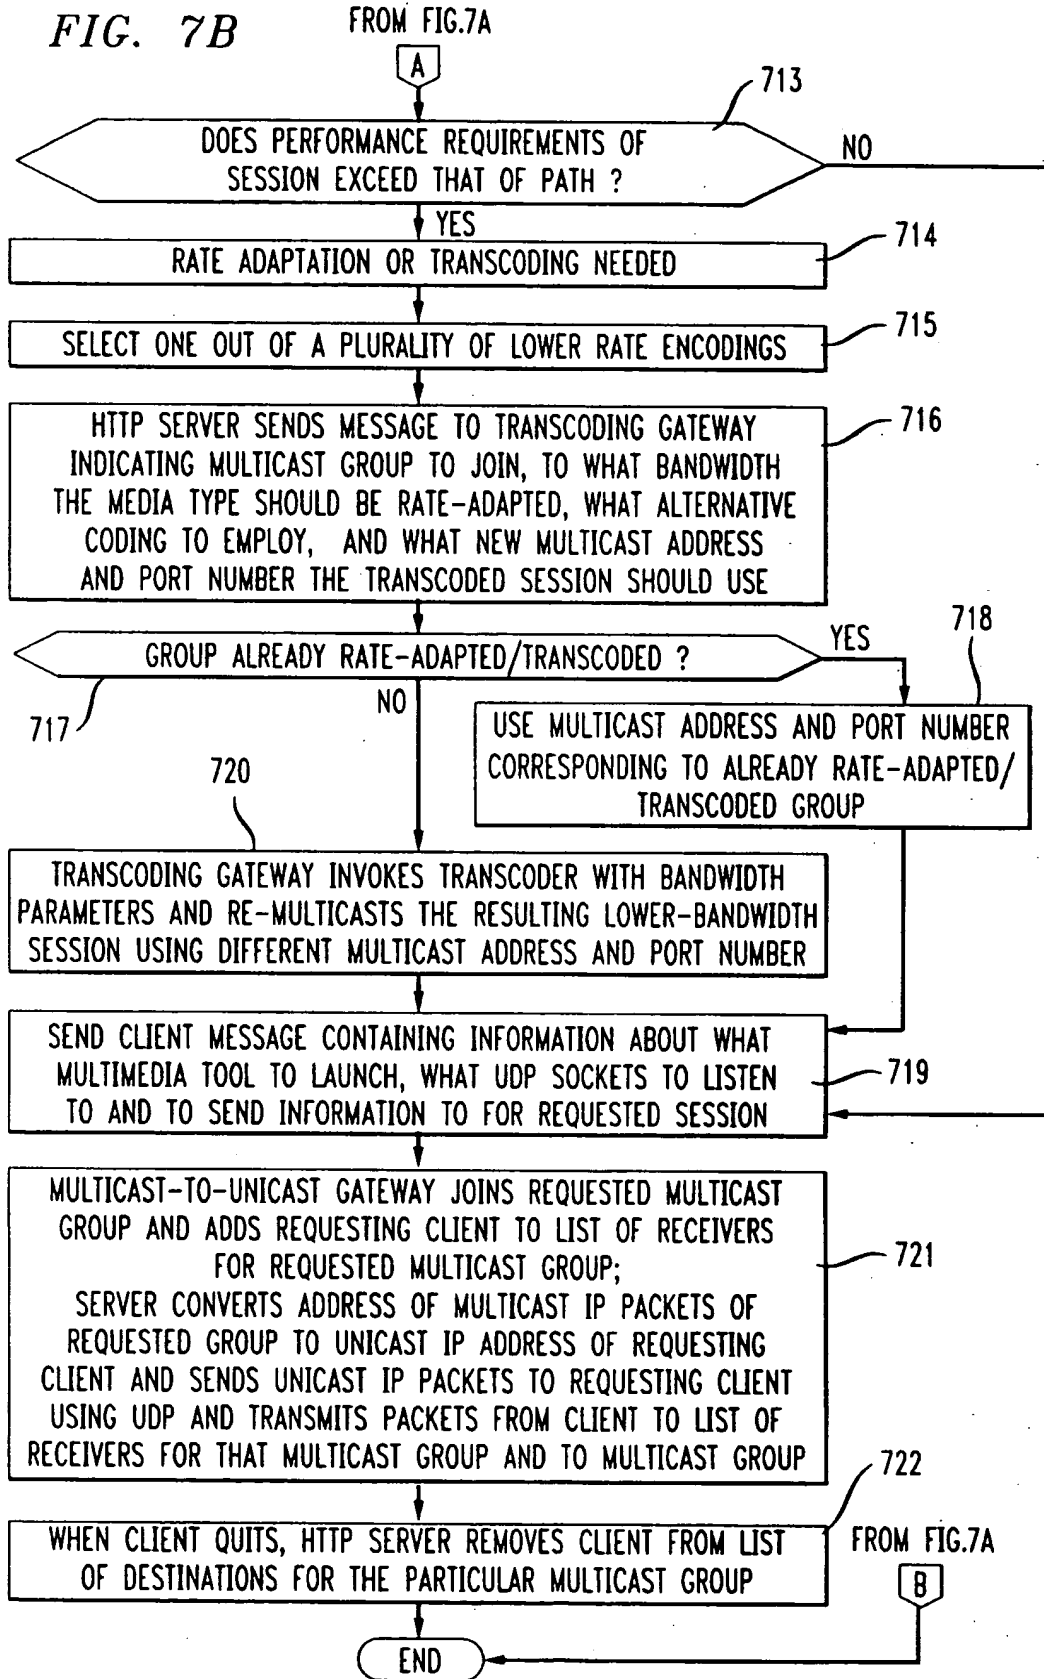 FIG. 7B
FROM FIG.7A
A
713
DOES PERFORMANCE REQUIREMENTS OF
SESSION EXCEED THAT OF PATH ?
NO
YES
714
RATE ADAPTATION OR TRANSCODING NEEDED
715
SELECT ONE OUT OF A PLURALITY OF LOWER RATE ENCODINGS
716
HTTP SERVER SENDS MESSAGE TO TRANSCODING GATEWAY
INDICATING MULTICAST GROUP TO JOIN, TO WHAT BANDWIDTH
THE MEDIA TYPE SHOULD BE RATE-ADAPTED, WHAT ALTERNATIVE
CODING TO EMPLOY, AND WHAT NEW MULTICAST ADDRESS
AND PORT NUMBER THE TRANSCODED SESSION SHOULD USE
GROUP ALREADY RATE-ADAPTED/TRANSCODED ?
YES
718
NO
717
USE MULTICAST ADDRESS AND PORT NUMBER
CORRESPONDING TO ALREADY RATE-ADAPTED/
TRANSCODED GROUP
720
TRANSCODING GATEWAY INVOKES TRANSCODER WITH BANDWIDTH
PARAMETERS AND RE-MULTICASTS THE RESULTING LOWER-BANDWIDTH
SESSION USING DIFFERENT MULTICAST ADDRESS AND PORT NUMBER
SEND CLIENT MESSAGE CONTAINING INFORMATION ABOUT WHAT
MULTIMEDIA TOOL TO LAUNCH, WHAT UDP SOCKETS TO LISTEN
TO AND TO SEND INFORMATION TO FOR REQUESTED SESSION
719
MULTICAST-TO-UNICAST GATEWAY JOINS REQUESTED MULTICAST
GROUP AND ADDS REQUESTING CLIENT TO LIST OF RECEIVERS
FOR REQUESTED MULTICAST GROUP;
SERVER CONVERTS ADDRESS OF MULTICAST IP PACKETS OF
REQUESTED GROUP TO UNICAST IP ADDRESS OF REQUESTING
CLIENT AND SENDS UNICAST IP PACKETS TO REQUESTING CLIENT
USING UDP AND TRANSMITS PACKETS FROM CLIENT TO LIST OF
RECEIVERS FOR THAT MULTICAST GROUP AND TO MULTICAST GROUP
721
722
WHEN CLIENT QUITS, HTTP SERVER REMOVES CLIENT FROM LIST
OF DESTINATIONS FOR THE PARTICULAR MULTICAST GROUP
FROM FIG.7A
B
END